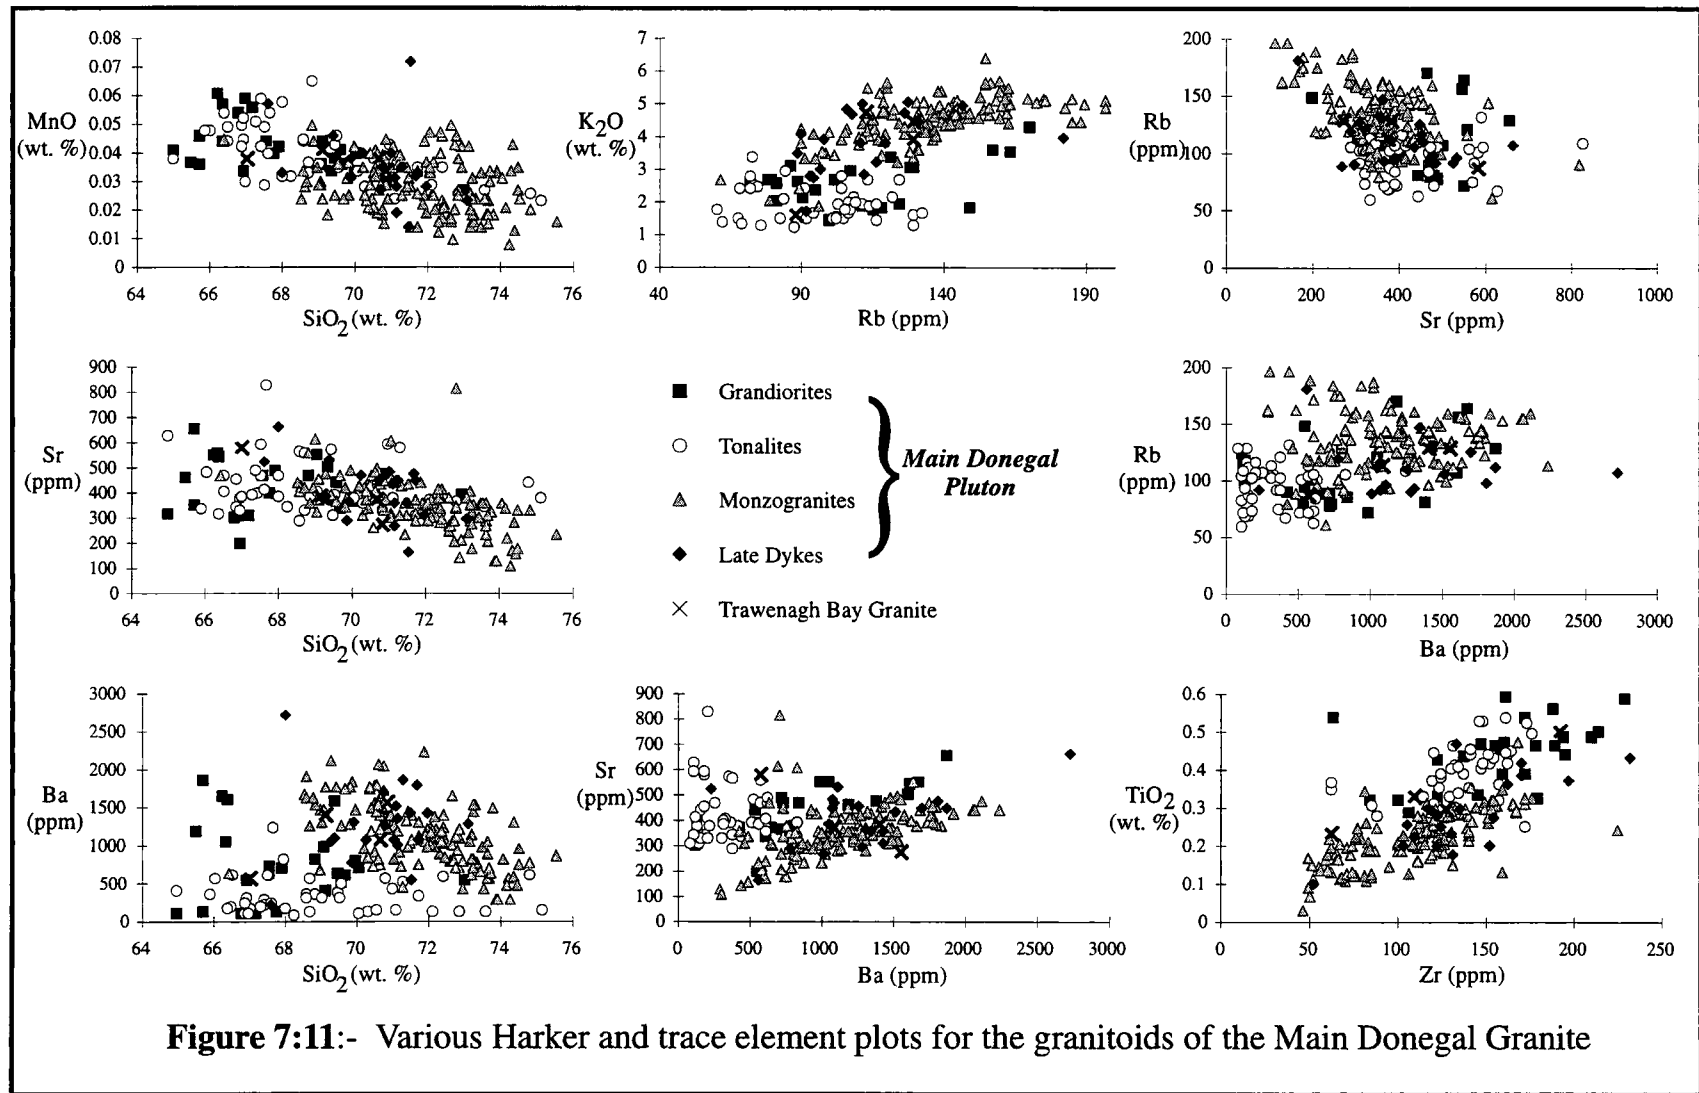 0.08
0.07
0.06
0.05
0.04
0.03
0.02
0.01
0
MnO
(wt. %)
64 66 68 70 72 74 76
SiO2 (wt. %)
7
6
5
4
3
2
1
0
K2O
(wt. %)
40 90 140 190
Rb (ppm)
200
150
100
50
0
Rb
(ppm)
0 200 400 600 800 1000
Sr (ppm)
900
800
700
600
500
400
300
200
100
0
Sr
(ppm)
64 66 68 70 72 74 76
SiO2 (wt. %)
Grandiorites
Tonalites
Monzogranites
Late Dykes
Trawenagh Bay Granite
Main Donegal
Pluton
200
150
100
50
0
Rb
(ppm)
0 500 1000 1500 2000 2500 3000
Ba (ppm)
3000
2500
2000
1500
1000
500
0
Ba
(ppm)
64 66 68 70 72 74 76
SiO2 (wt. %)
900
800
700
600
500
400
300
200
100
0
Sr
(ppm)
0 500 1000 1500 2000 2500 3000
Ba (ppm)
0.6
0.5
0.4
0.3
0.2
0.1
0
TiO2
(wt. %)
0 50 100 150 200 250
Zr (ppm)
Figure 7:11:- Various Harker and trace element plots for the granitoids of the Main Donegal Granite